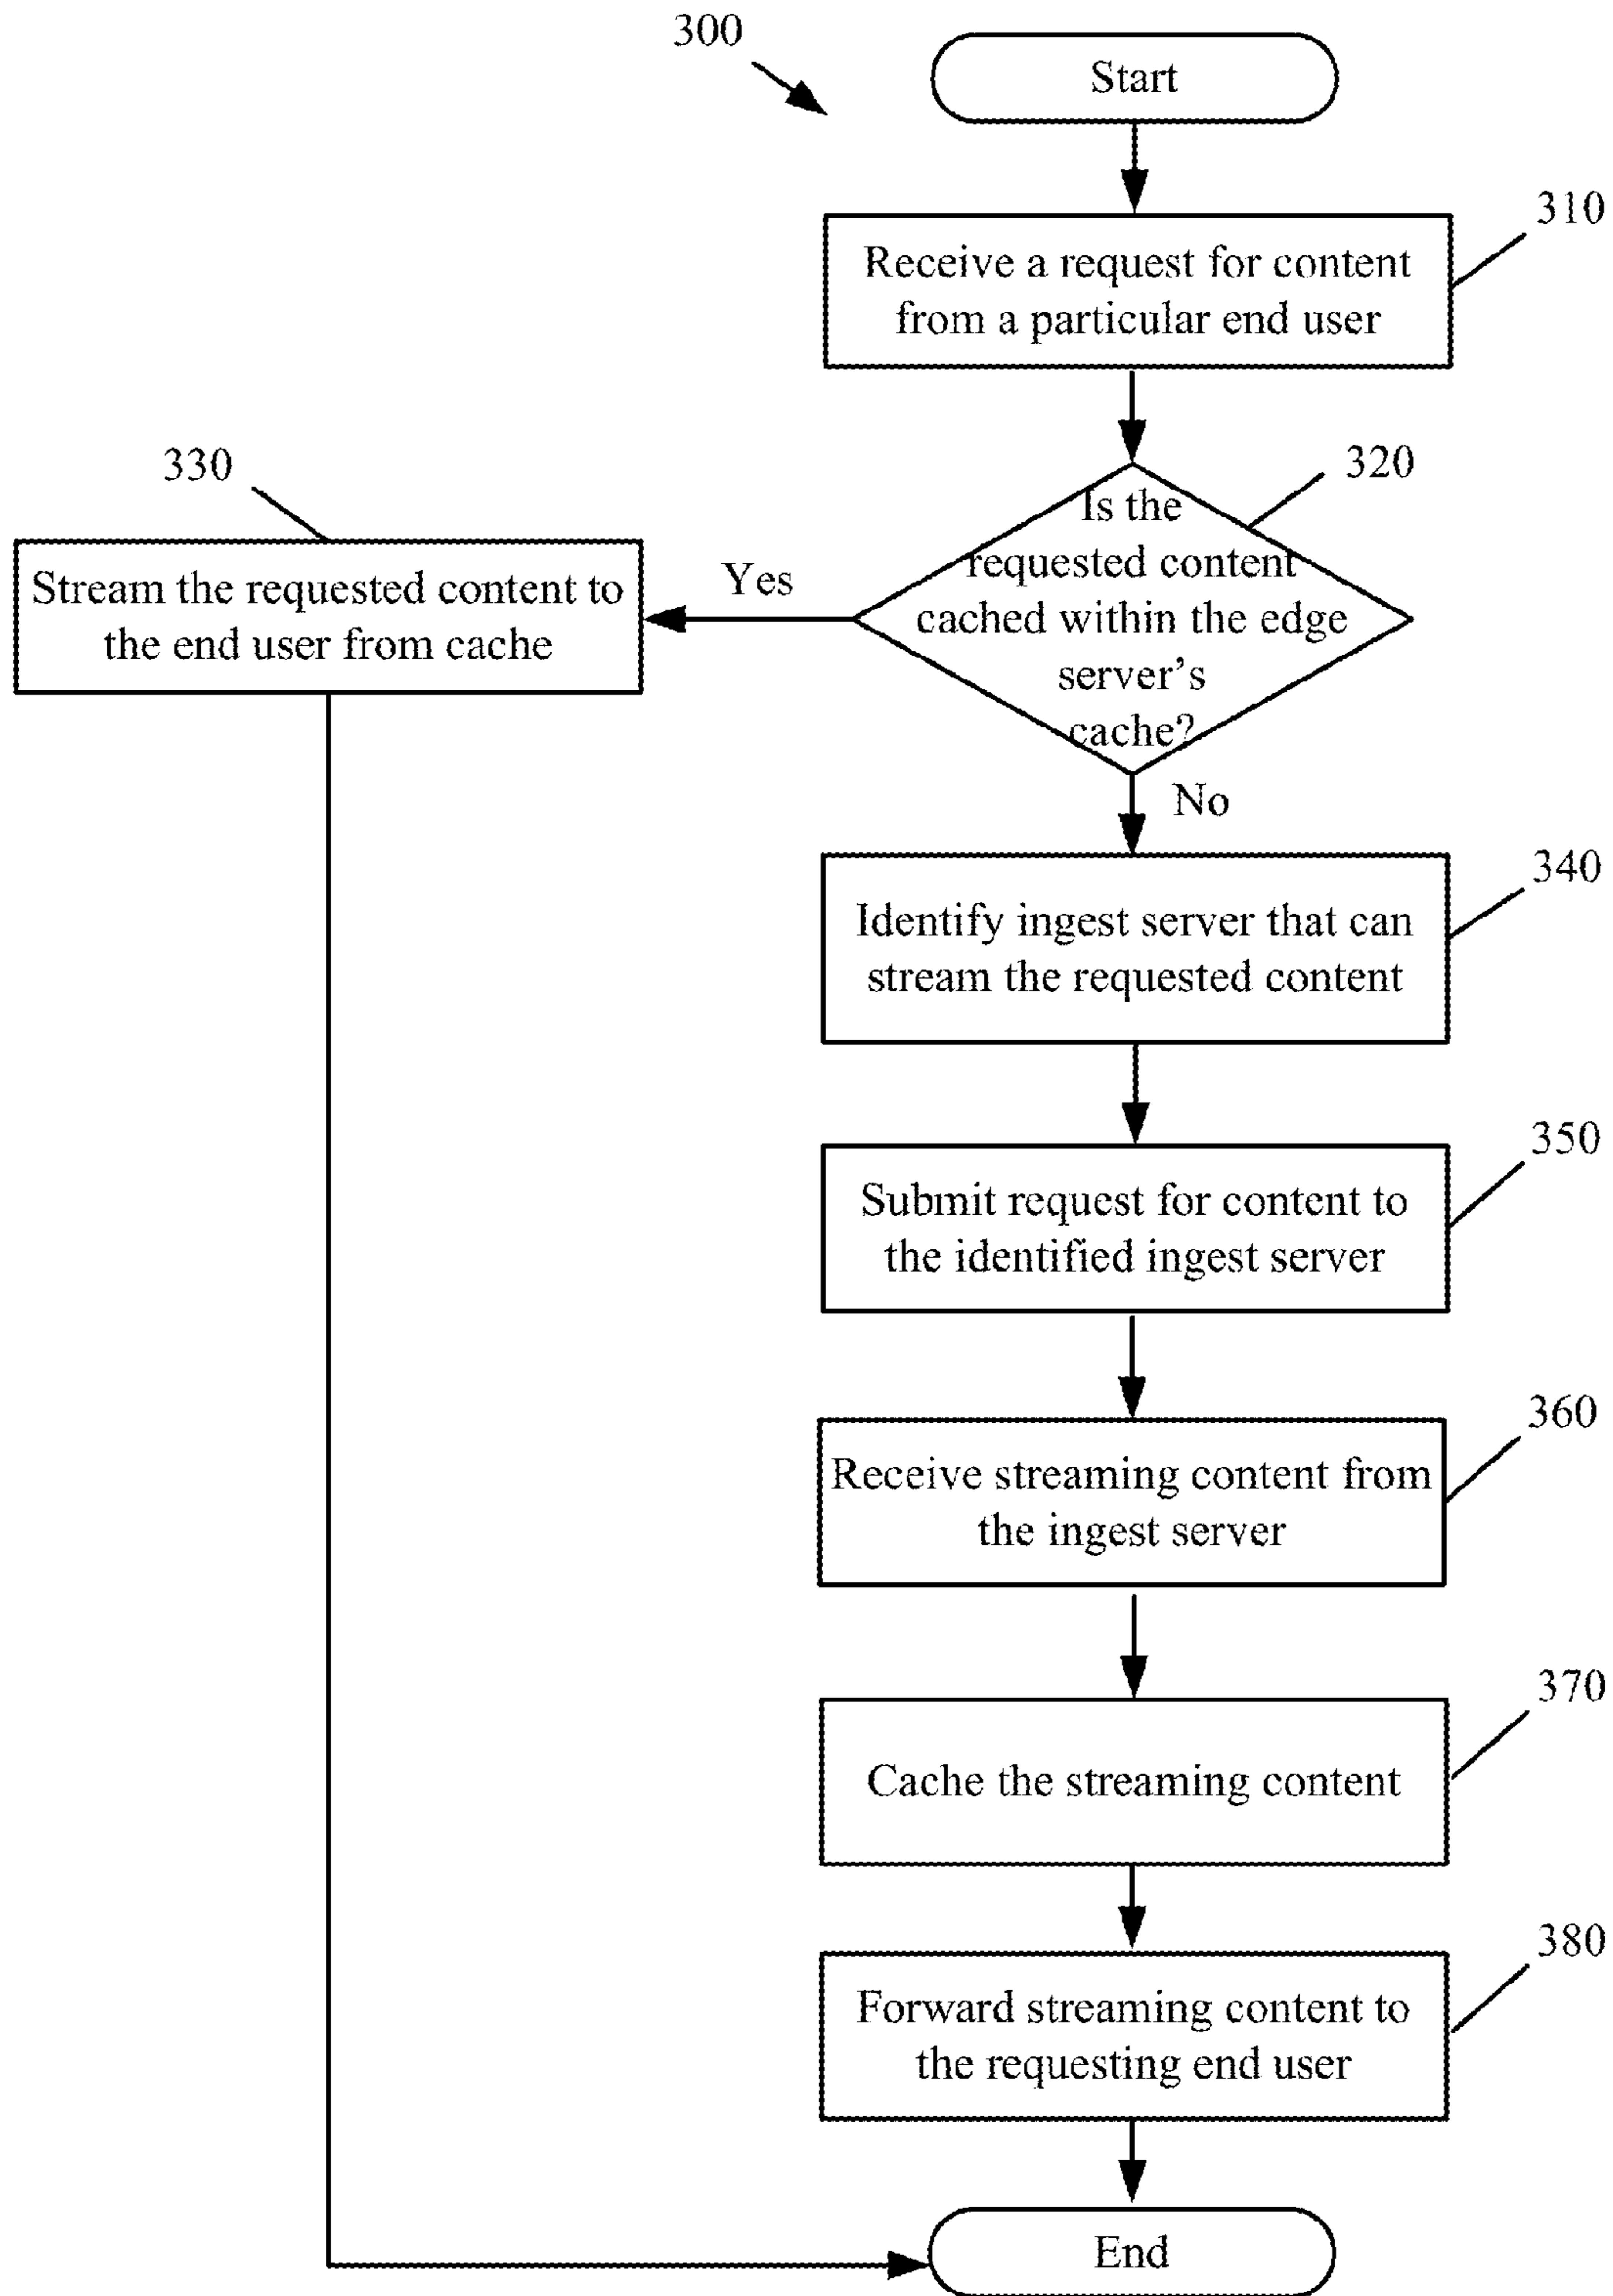 300
Start
310
Receive a request for content
from a particular end user
320
Is the
requested content
cached within the edge
server's
cache?
Yes
330
Stream the requested content to
the end user from cache
No
340
Identify ingest server that can
stream the requested content
350
Submit request for content to
the identified ingest server
360
Receive streaming content from
the ingest server
370
Cache the streaming content
380
Forward streaming content to
the requesting end user
End